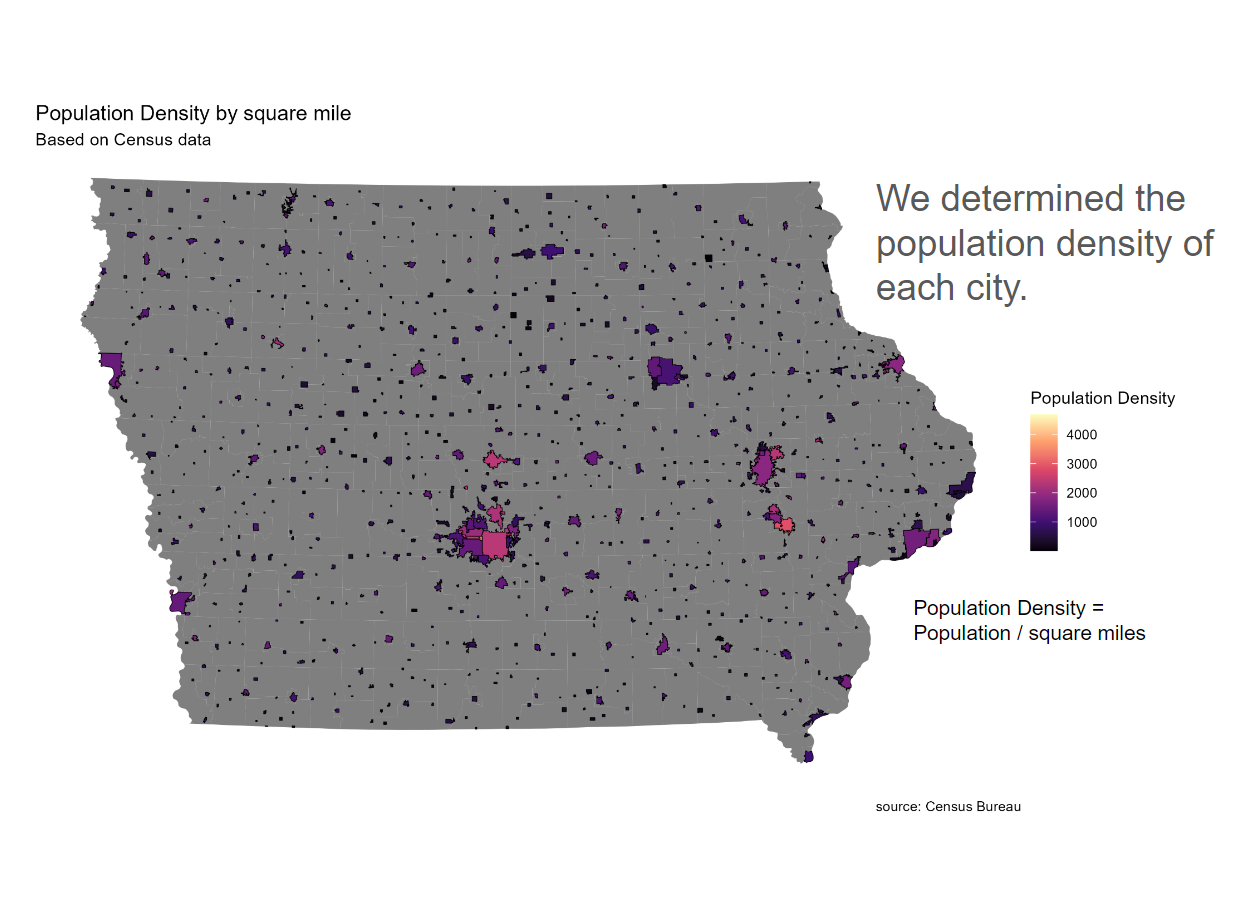 Population Density by square mile
Based on Census data
We determined the
population density of
each city.
Population Density
4000
3000
2000
1000
Population Density =
Population / square miles
source: Census Bureau